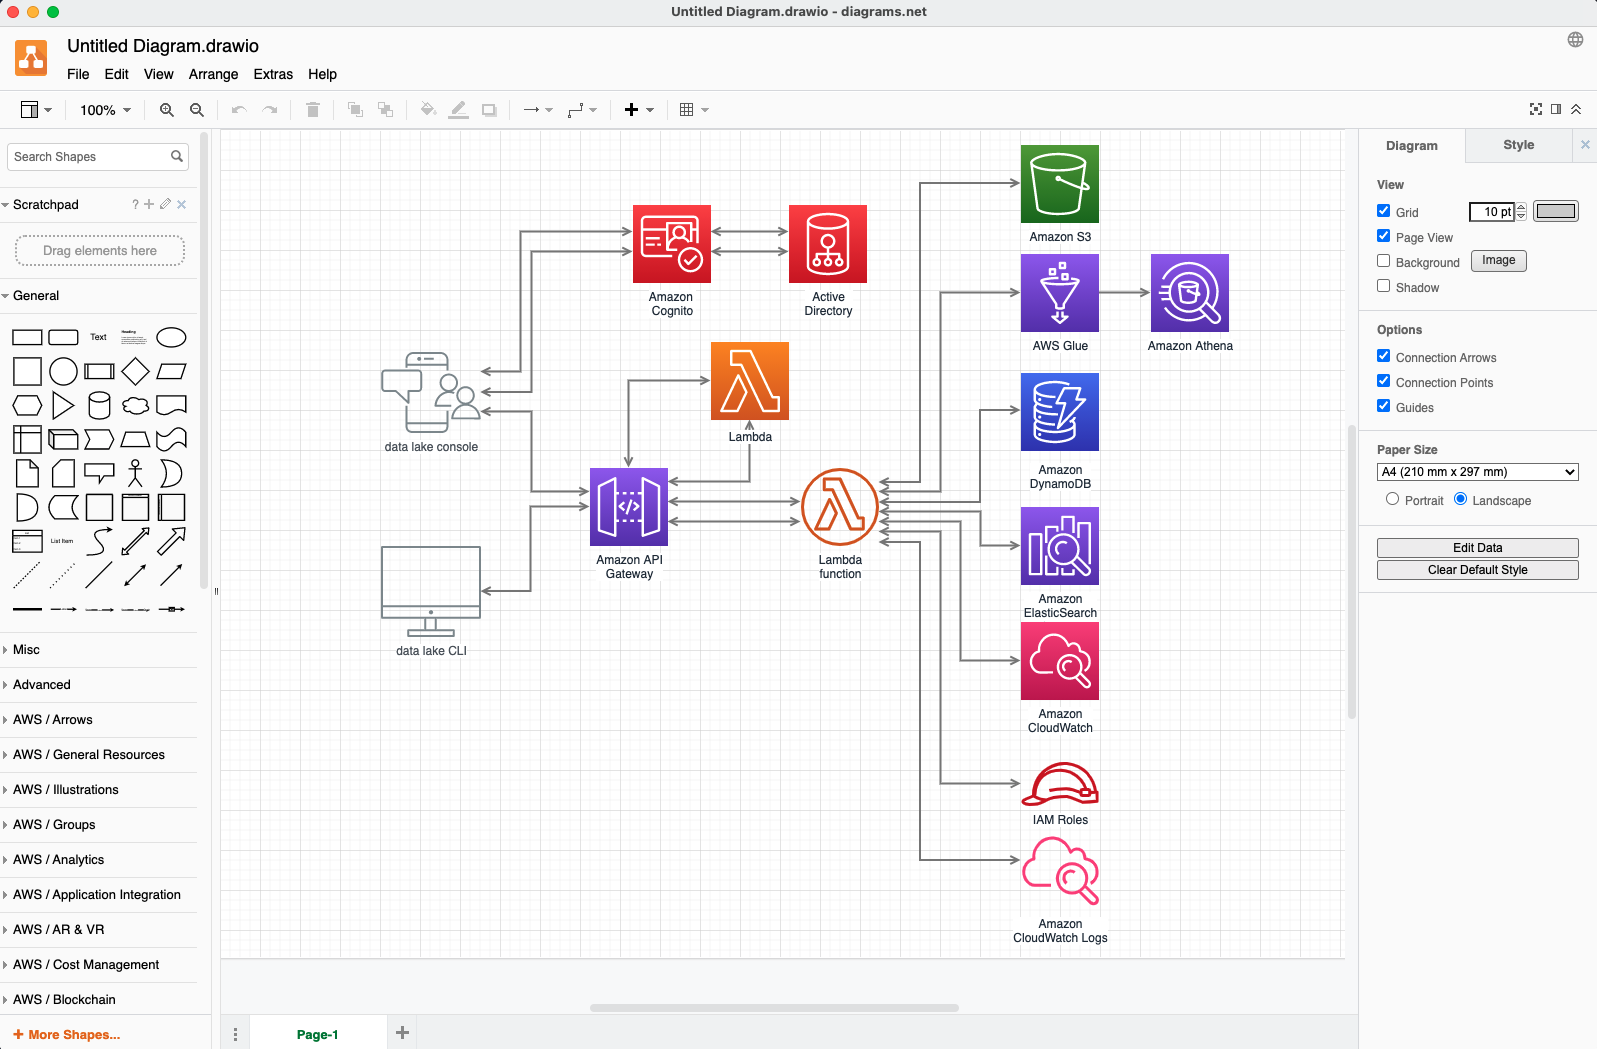 Untitled Diagram.drawio - diagrams.net
Untitled Diagram.drawio
File Edit View Arrange Extras Help
100%
Search Shapes
Scratchpad
?
Drag elements here
General
Text
Heading
List Item
Misc
Advanced
AWS / Arrows
AWS / General Resources
AWS / Illustrations
AWS / Groups
AWS / Analytics
AWS / Application Integration
AWS / AR & VR
AWS / Cost Management
AWS / Blockchain
+ More Shapes...
Amazon
Cognito
Active
Directory
data lake console
Lambda
</>
Amazon API
Gateway
Lambda
function
data lake CLI
Amazon S3
AWS Glue
Amazon Athena
Amazon
DynamoDB
Amazon
ElasticSearch
Amazon
CloudWatch
IAM Roles
Amazon
CloudWatch Logs
Page-1
Diagram
Style
View
Grid
10 pt
Page View
Background
Image
Shadow
Options
Connection Arrows
Connection Points
Guides
Paper Size
A4 (210 mm x 297 mm)
Portrait
Landscape
Edit Data
Clear Default Style